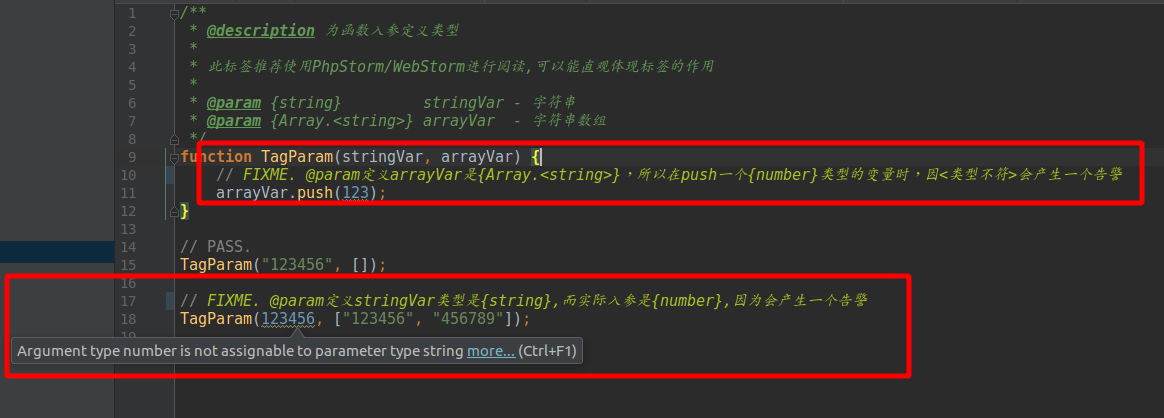 1 /**
2 * @description 为函数入参定义类型
3 *
4 * 此标签推荐使用PhpStorm/WebStorm进行阅读,可以能直观体现标签的作用
5 *
6 * @param {string} stringVar - 字符串
7 * @param {Array.<string>} arrayVar - 字符串数组
8 */
9 function TagParam(stringVar, arrayVar) {
10 // FIXME. @param定义arrayVar是{Array.<string>}，所以在push一个{number}类型的变量时，因<类型不符>会产生一个告警
11 arrayVar.push(123);
12 }
13
14 // PASS.
15 TagParam("123456", []);
16
17 // FIXME. @param定义stringVar类型是{string},而实际入参是{number},因为会产生一个告警
18 TagParam(123456, ["123456", "456789"]);
19
Argument type number is not assignable to parameter type string more... (Ctrl+F1)